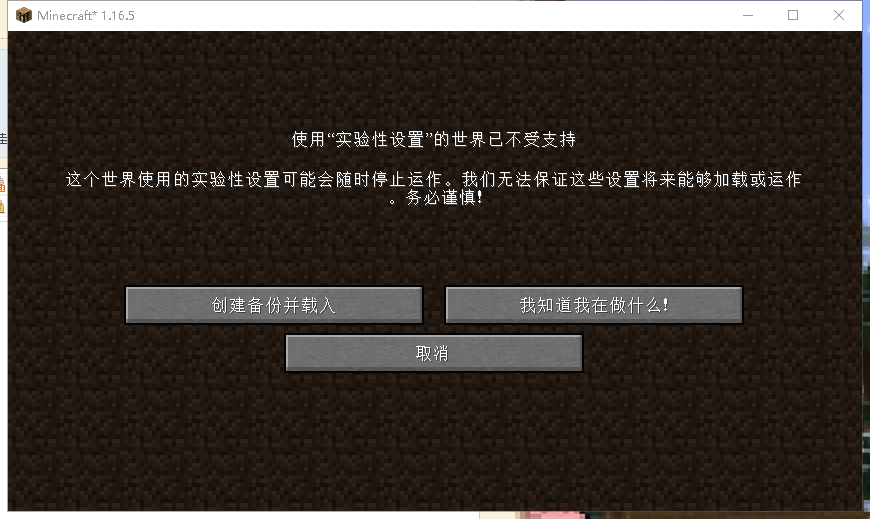 Minecraft* 1.16.5
使用“实验性设置”的世界已不受支持
这个世界使用的实验性设置可能会随时停止运作。我们无法保证这些设置将来能够加载或运作
。务必谨慎!
创建备份并载入
我知道我在做什么!
取消